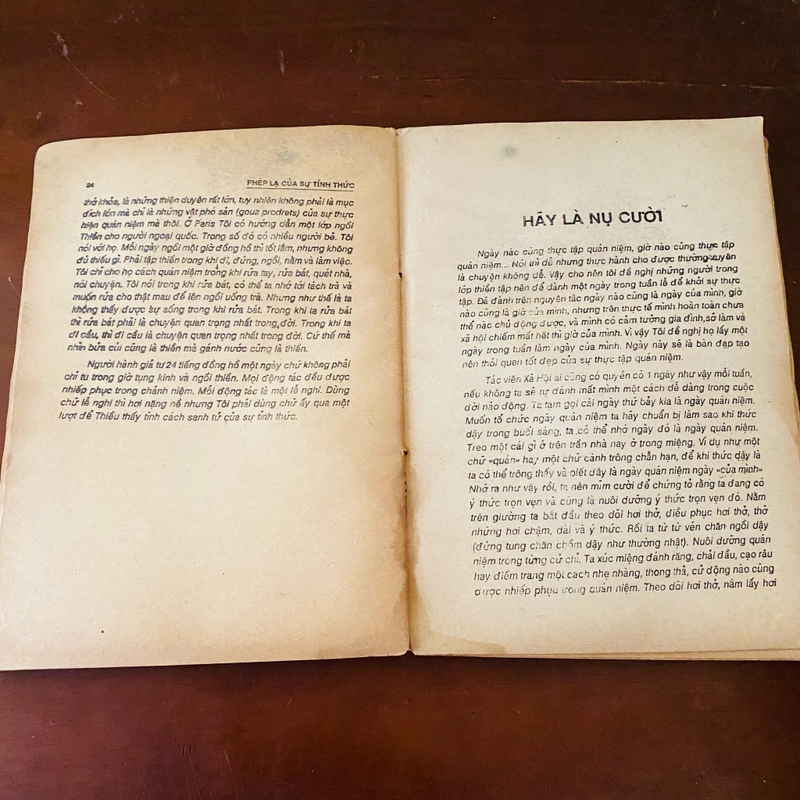 24
PHÉP LẠ CỦA SỰ TỈNH THỨC
thở khỏe, là những thiện duyên rất lớn, tuy nhiên không phải là mục
đích lớn mà chỉ là những vật phó sản (gous prodrets) của sự thực
hiện quán niệm mà thôi. Ở Paris Tôi có hướng dẫn một lớp ngồi
Thiền cho người ngoại quốc. Trong số đó có nhiều người bẻ. Tôi
nói với họ. Mỗi ngày ngồi một giờ đồng hồ thì tốt lắm, nhưng không
đủ thiếu gì. Phải tập thiền trong khi đi, đứng, ngồi, nằm và làm việc.
Tôi chỉ cho họ cách quán niệm trong khi rửa tay, rửa bát, quét nhà,
nói chuyện. Tôi nói trong khi rửa bát, có thể ta nhớ tới tách trà và
muốn rửa cho thật mau để lên ngồi uống trà. Nhưng như thế là ta
không thấy được sự sống trong khi rửa bát. Trong khi ta rửa bát
thì rửa bát phải là chuyện quan trọng nhất trong đời. Trong khi ta
đi cầu, thì đi cầu là chuyện quan trọng nhất trong đời. Cứ thế mà
nhìn bửa củi cũng là thiền mà gánh nước cũng là thiền.
Người hành giả tư 24 tiếng đồng hồ một ngày chứ không phải
chỉ tu trong giờ tụng kinh và ngồi thiền. Mọi động tác đều được
nhiếp phục trong chánh niệm. Mỗi động tác là một lễ nghi. Dùng
chữ lễ nghi thì hơi nặng nề nhưng Tôi phải dùng chữ ấy qua một
lượt để Thiều thấy tính cách sanh tử của sự tỉnh thức.
HÃY LÀ NỤ CƯỜI
Ngày nào cũng thực tập quán niệm, giờ nào cũng thực tập
quán niệm... Nói thì dễ nhưng thực hành cho được thường xuyên
là chuyện không dễ. Vậy cho nên tôi đề nghị những người trong
lớp thiền tập nên để dành một ngày trong tuần lễ để khởi sự thực
tập. Đã đành trên nguyên tác ngày nào cũng là ngày của mình, giờ
nào cũng là giờ của mình, nhưng trên thực tế mình hoàn toàn chưa
thể nào chủ động được, và mình có cảm tưởng gia đình, sở làm và
xã hội chiếm mất hết thì giờ của mình. Vì vậy Tôi đề nghị họ lấy một
ngày trong tuần làm ngày của mình. Ngày này sẽ là bàn đạp tạo
nên thói quen tốt đẹp của sự thực tập quán niệm.
Tác viên Xã Hội ai cũng có quyền có 1 ngày như vậy mỗi tuần,
nếu không ta sẽ tự đánh mất mình một cách dễ dàng trong cuộc
đời náo động. Ta tạm gọi cái ngày thứ bảy kia là ngày quán niệm.
Muốn tổ chức ngày quán niệm ta hãy chuẩn bị làm sao khi thức
dậy trong buổi sáng, ta có thể nhớ ngày đó là ngày quán niệm.
Treo một cái gì ở trên trần nhà nay ở trong miệng. Ví dụ như một
chữ «quán» hay một chữ cành trông chẳn hạn, để khi thức dậy là
ta có thể trông thấy và biết đây là ngày quán niệm ngày «của mình»
Nhớ ra như vậy rồi, ta nên mỉm cười để chứng tỏ rằng ta đang có
ý thức trọn vẹn và cũng là nuôi dưỡng ý thức trọn vẹn đó. Nằm
trên giường ta bắt đầu theo dõi hơi thở, điều phục hơi thở, thở
những hơi chậm, dài và ý thức. Rồi ta từ từ vén chăn ngồi dậy
(đừng tung chăn chồm dậy như thường nhật). Nuôi dưỡng quán
niệm trong từng cử chỉ. Ta xúc miệng đánh răng, chải đầu, cạo râu
hay điểm trang một cách nhẹ nhàng, thong thả, cử động nào cũng
được nhiếp phục trong quán niệm. Theo dõi hơi thở, nắm lấy hơi